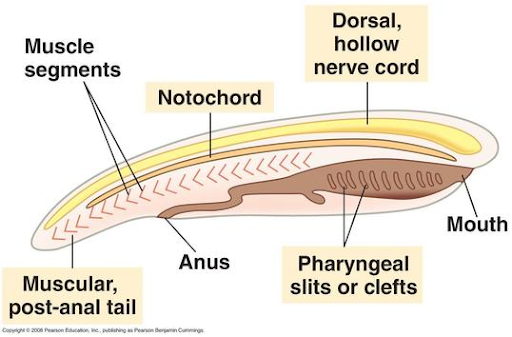 Dorsal,
hollow
nerve cord
Muscle
segments
Notochord
Mouth
Anus
Pharyngeal
slits or clefts
Muscular,
post-anal tail
Copyright © 2008 Pearson Education, Inc., publishing as Pearson Benjamin Cummings.